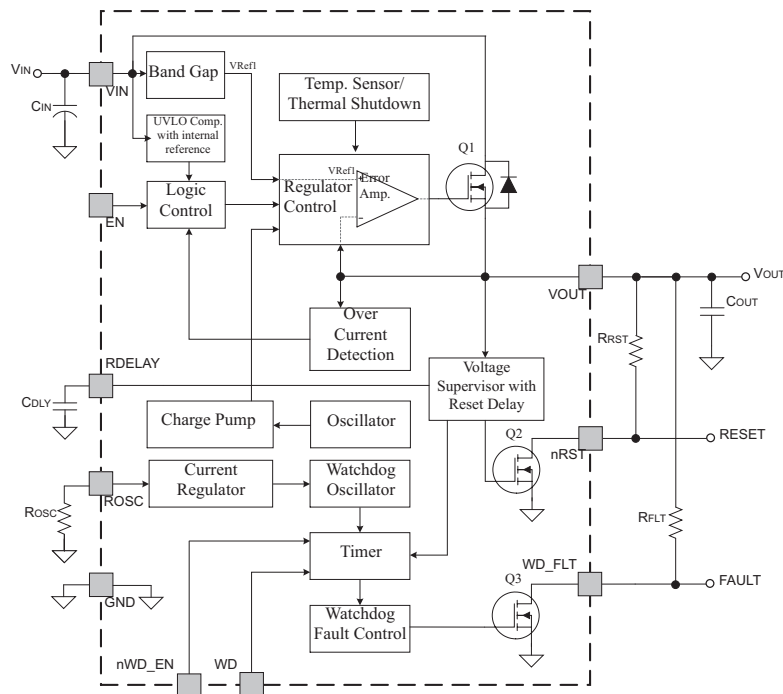 VIN
CIN
VIN
Band Gap
VRef1
Temp. Sensor/
Thermal Shutdown
UVLO Comp.
with internal
reference
Q1
VRef1
Error
Amp.
Regulator
Control
EN
Logic
Control
VOUT
VOUT
COUT
RRST
Over
Current
Detection
RDELAY
Voltage
Supervisor with
Reset Delay
CDLY
Charge Pump
Oscillator
Q2
nRST
RESET
ROSC
ROSC
Current
Regulator
Watchdog
Oscillator
RFLT
Timer
WD_FLT
Q3
FAULT
GND
Watchdog
Fault Control
nWD_EN
WD